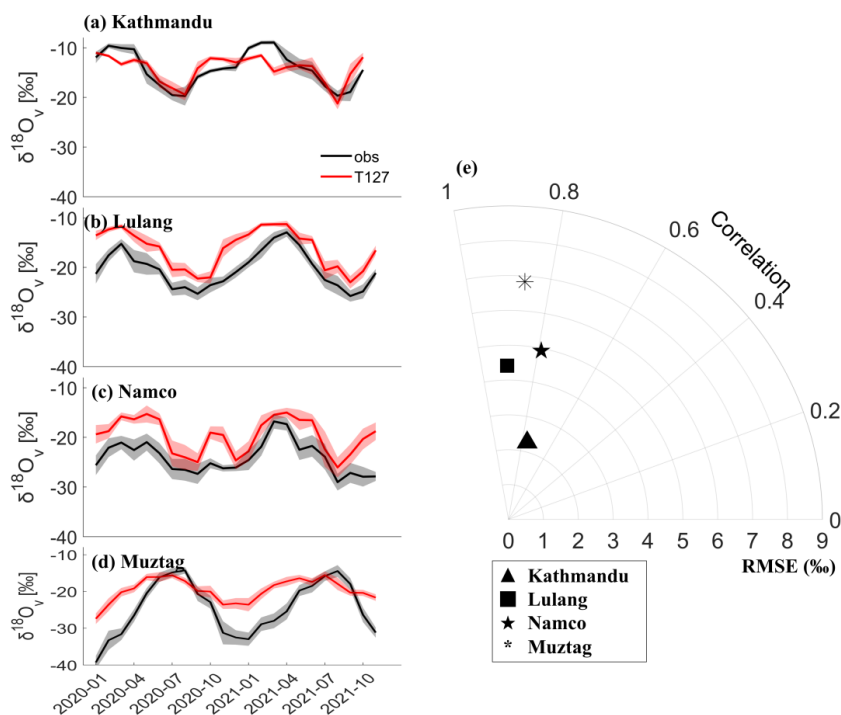 (a) Kathmandu
-10
-20
-30
-40
δ¹⁸Oᵥ [‰]
obs
T127
(b) Lulang
-10
-20
-30
-40
δ¹⁸Oᵥ [‰]
(c) Namco
-10
-20
-30
-40
δ¹⁸Oᵥ [‰]
(d) Muztag
-10
-20
-30
-40
δ¹⁸Oᵥ [‰]
2020-01
2020-04
2020-07
2020-10
2021-01
2021-04
2021-07
2021-10
(e)
1
0.8
0.6
0.4
0.2
0
Correlation
0 1 2 3 4 5 6 7 8 9
RMSE (‰)
Kathmandu
Lulang
Namco
Muztag